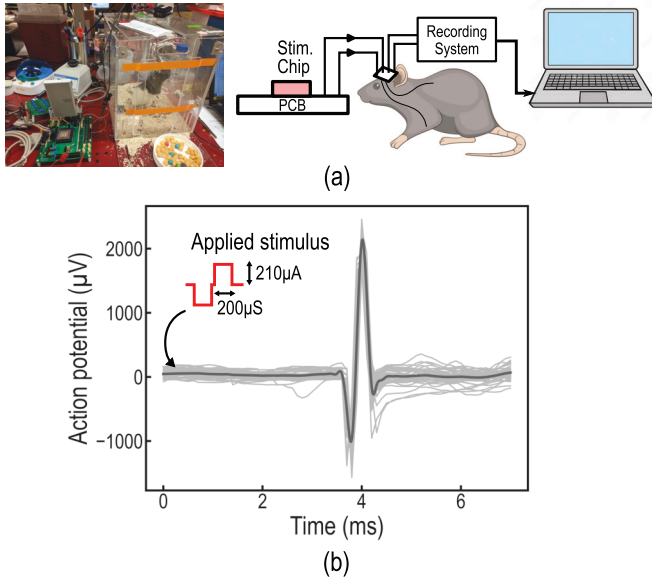 Stim.
Chip
PCB
Recording
System
(a)
Applied stimulus
210μA
200μS
Action potential (μV)
2000
1000
0
−1000
0
2
4
6
Time (ms)
(b)